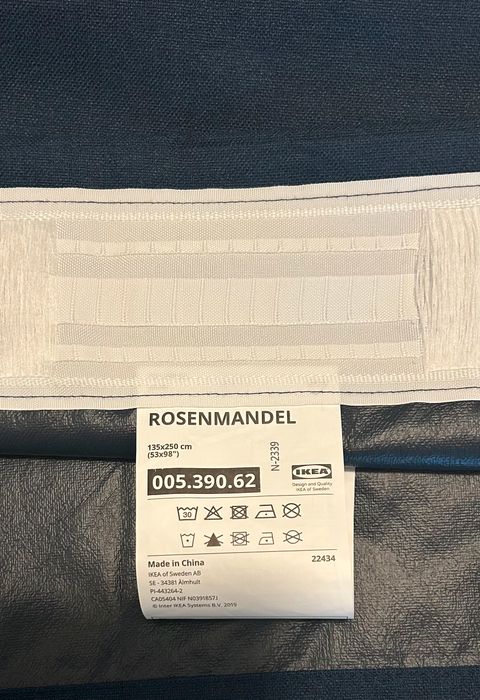 ROSENMANDEL
135x250 cm
(53x98")
N-2339
005.390.62
IKEA
Design and Quality
IKEA of Sweden
30
Made in China
22434
IKEA of Sweden AB
SE - 34381 Älmhult
PI-443264-2
CA05404 NIF N0391857J
© Inter IKEA Systems B.V. 2019